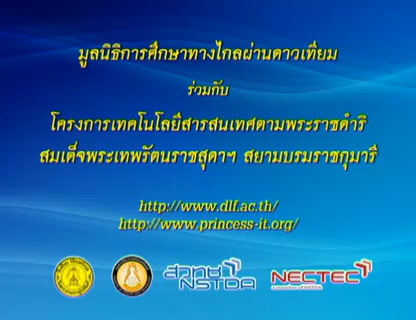 มูลนิธิการศึกษาทางไกลผ่านดาวเทียม
ร่วมกับ
โครงการเทคโนโลยีสารสนเทศตามพระราชดำริ
สมเด็จพระเทพรัตนราชสุดาฯ สยามบรมราชกุมารี
http://www.dlf.ac.th/
http://www.princess-it.org/
สวทช
NSTDA
NECTEC
a member of NSTDA